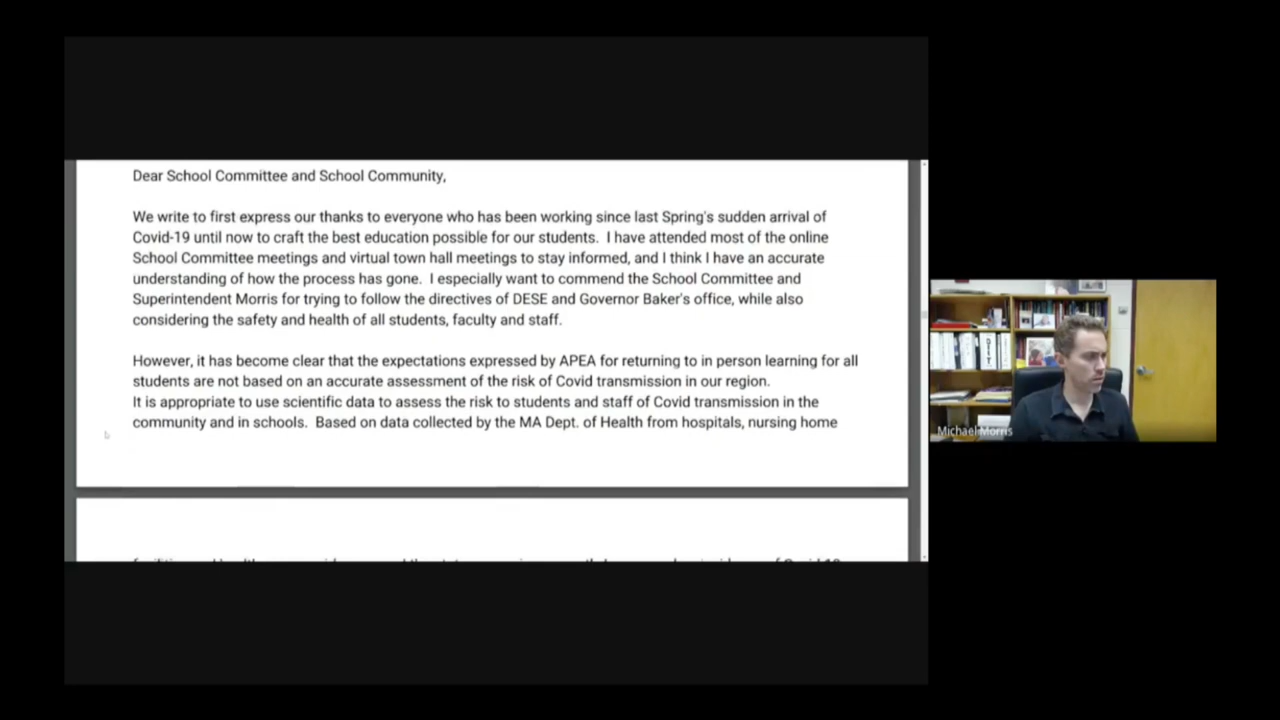 Dear School Committee and School Community,
We write to first express our thanks to everyone who has been working since last Spring's sudden arrival of
Covid-19 until now to craft the best education possible for our students.  I have attended most of the online
School Committee meetings and virtual town hall meetings to stay informed, and I think I have an accurate
understanding of how the process has gone.  I especially want to commend the School Committee and
Superintendent Morris for trying to follow the directives of DESE and Governor Baker's office, while also
considering the safety and health of all students, faculty and staff.
However, it has become clear that the expectations expressed by APEA for returning to in person learning for all
students are not based on an accurate assessment of the risk of Covid transmission in our region.
It is appropriate to use scientific data to assess the risk to students and staff of Covid transmission in the
community and in schools.  Based on data collected by the MA Dept. of Health from hospitals, nursing home
Michael Morris